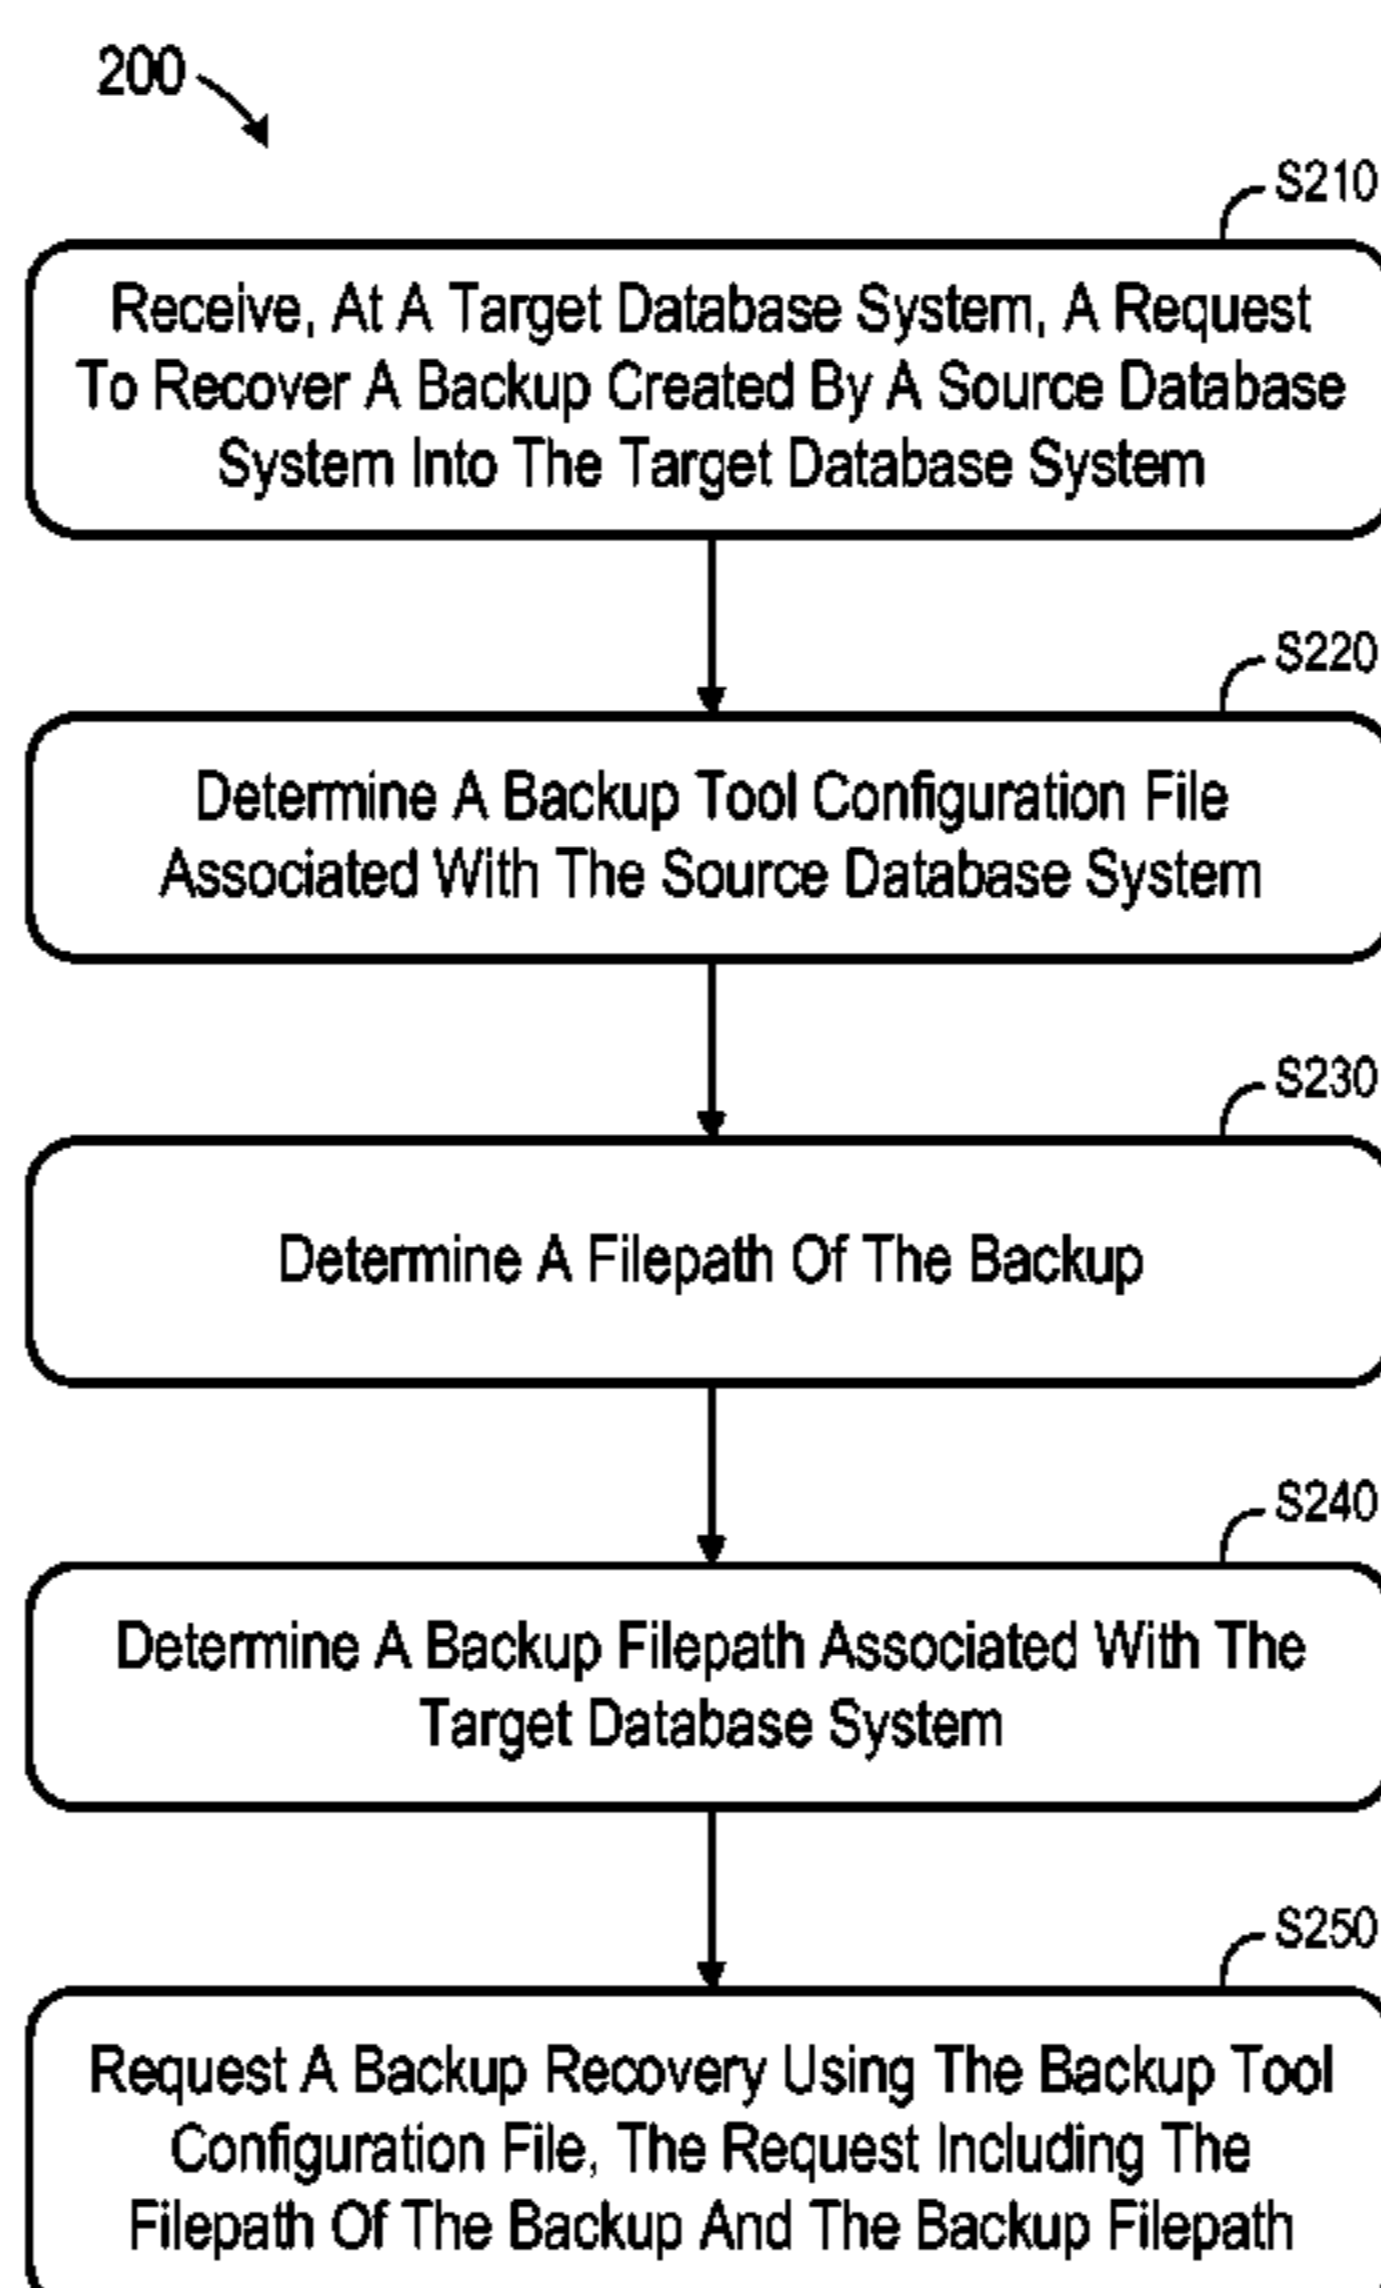 200
S210
Receive, At A Target Database System, A Request
To Recover A Backup Created By A Source Database
System Into The Target Database System
S220
Determine A Backup Tool Configuration File
Associated With The Source Database System
S230
Determine A Filepath Of The Backup
S240
Determine A Backup Filepath Associated With The
Target Database System
S250
Request A Backup Recovery Using The Backup Tool
Configuration File, The Request Including The
Filepath Of The Backup And The Backup Filepath